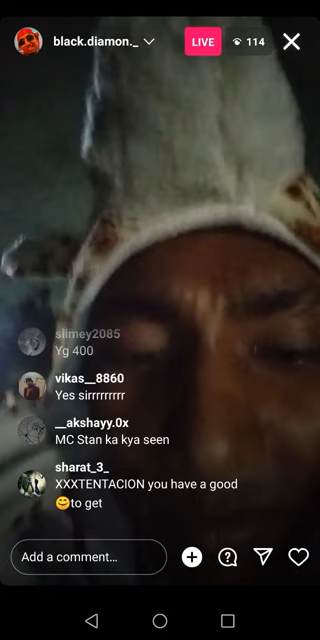 black.diamon._
LIVE
114
slimey2085
Yg 400
vikas__8860
Yes sirrrrrrrrr
__akshayy.0x
MC Stan ka kya seen
sharat_3_
XXXTENTACION you have a good
😊to get
Add a comment...